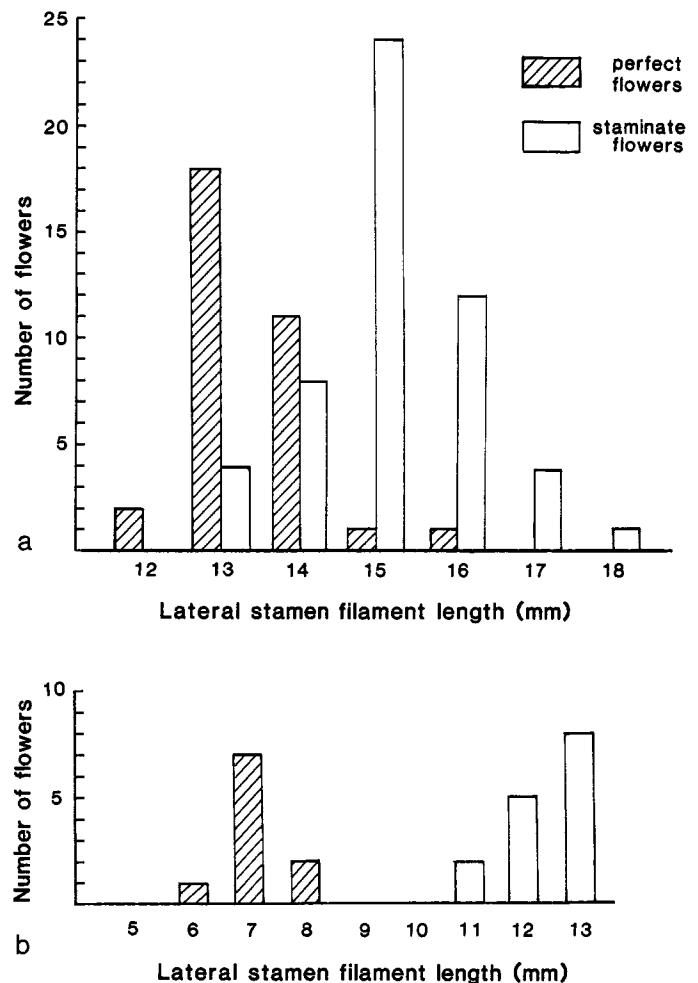 25
20
15
10
5
Number of flowers
perfect
flowers
staminate
flowers
a
12 13 14 15 16 17 18
Lateral stamen filament length (mm)
10
5
Number of flowers
5 6 7 8 9 10 11 12 13
b
Lateral stamen filament length (mm)